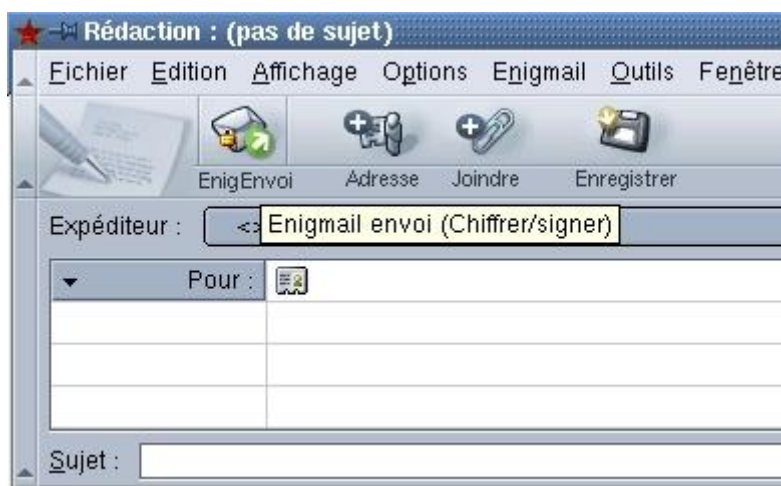 Rédaction : (pas de sujet)
Fichier Edition Affichage Options Enigmail Outils Fenêtre
EnigEnvoi Adresse Joindre Enregistrer
Expéditeur : <> Enigmail envoi (Chiffrer/signer)
Pour :
Sujet :